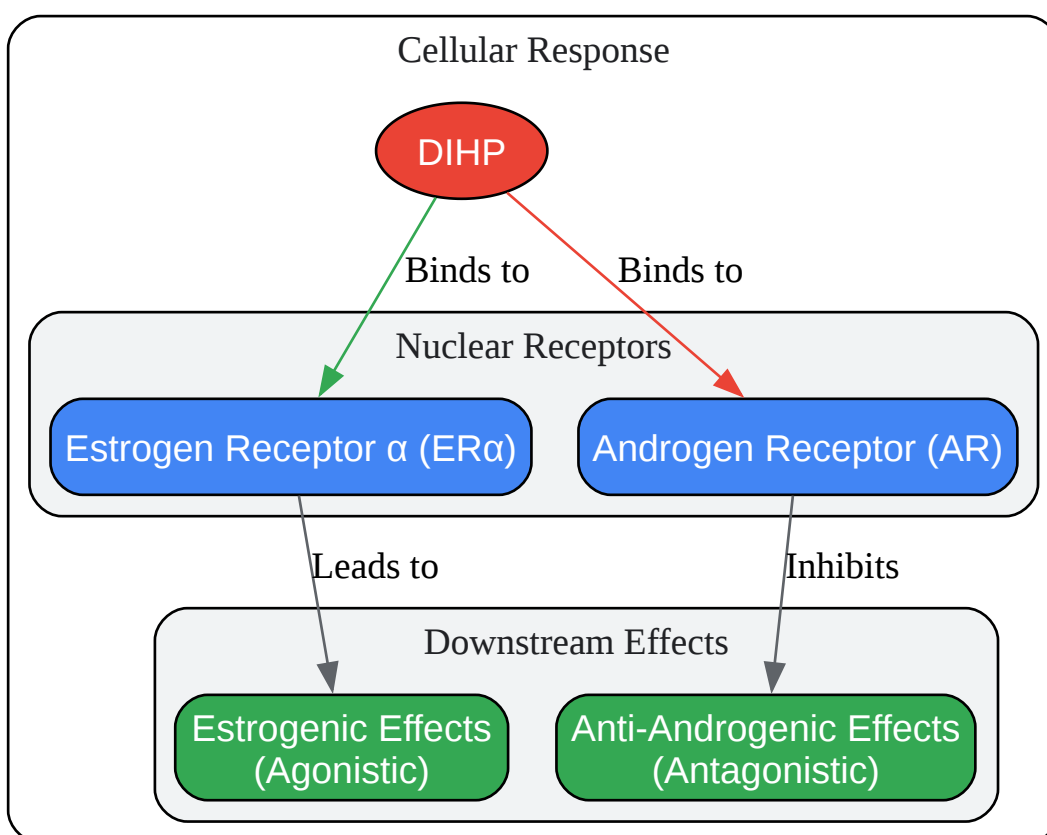 Cellular Response
DIHP
Binds to
Binds to
Nuclear Receptors
Estrogen Receptor α (ERα)
Androgen Receptor (AR)
Leads to
Inhibits
Downstream Effects
Estrogenic Effects
(Agonistic)
Anti-Androgenic Effects
(Antagonistic)